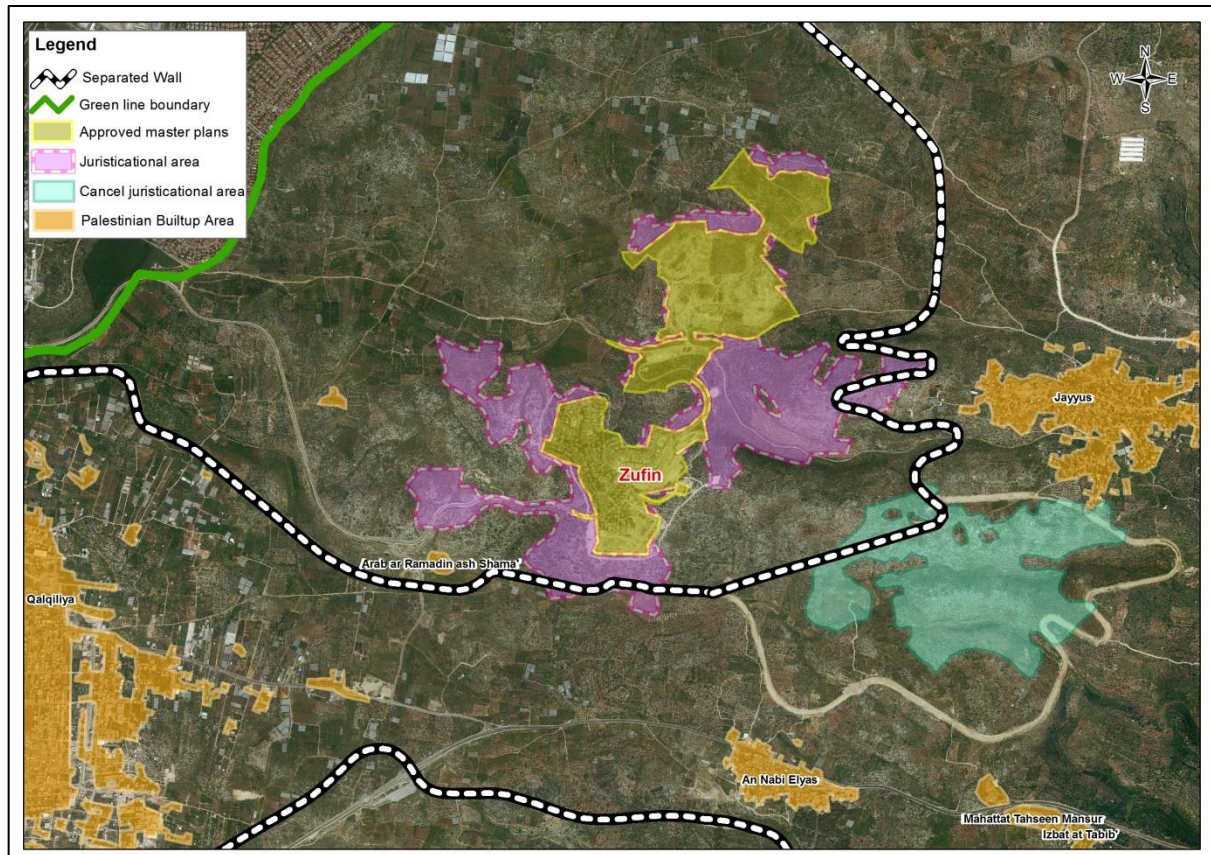 Legend
Separated Wall
Green line boundary
Approved master plans
Juristicational area
Cancel juristicational area
Palestinian Builtup Area
N
W E
S
Jayyus
Zufin
Arab ar Ramadin ash Shama'
Qalqiliya
An Nabi Elyas
Mahattat Tahseen Mansur
Izbat at Tabib'